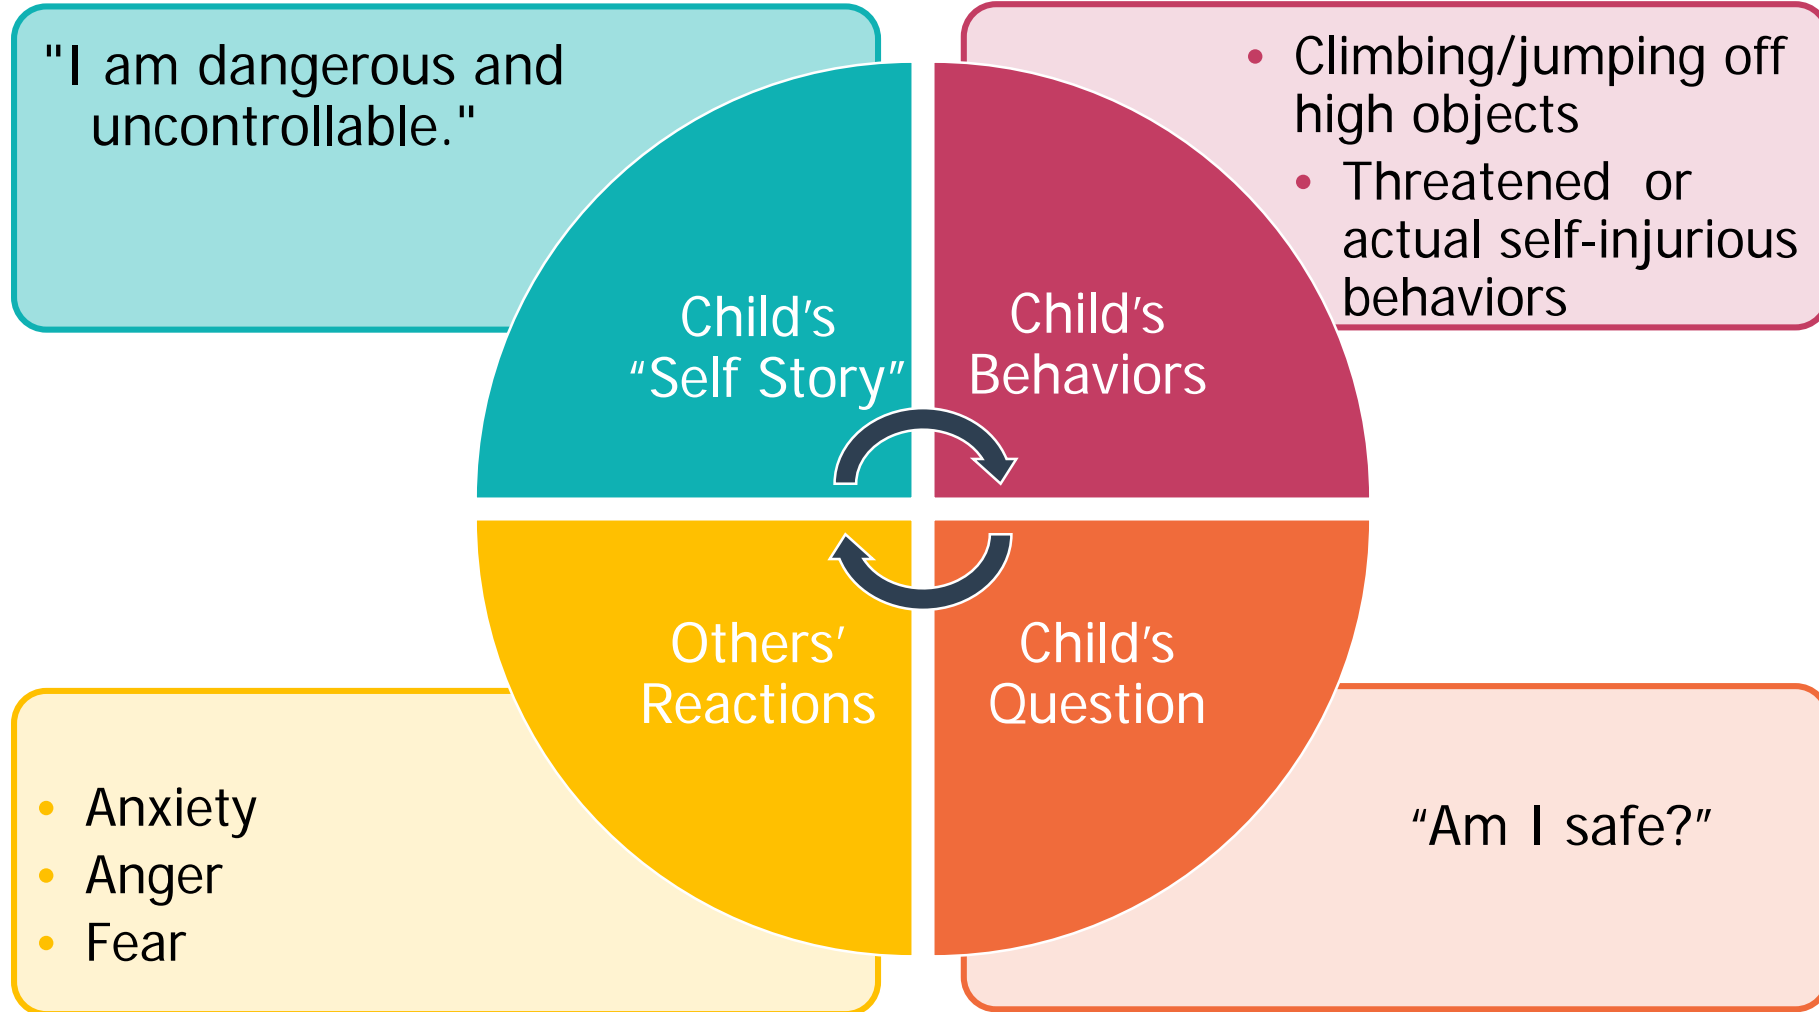 "I am dangerous and
uncontrollable."
• Climbing/jumping off
high objects
• Threatened or
actual self-injurious
behaviors
Child's
“Self Story”
Child's
Behaviors
Others'
Reactions
Child's
Question
• Anxiety
• Anger
• Fear
“Am I safe?”